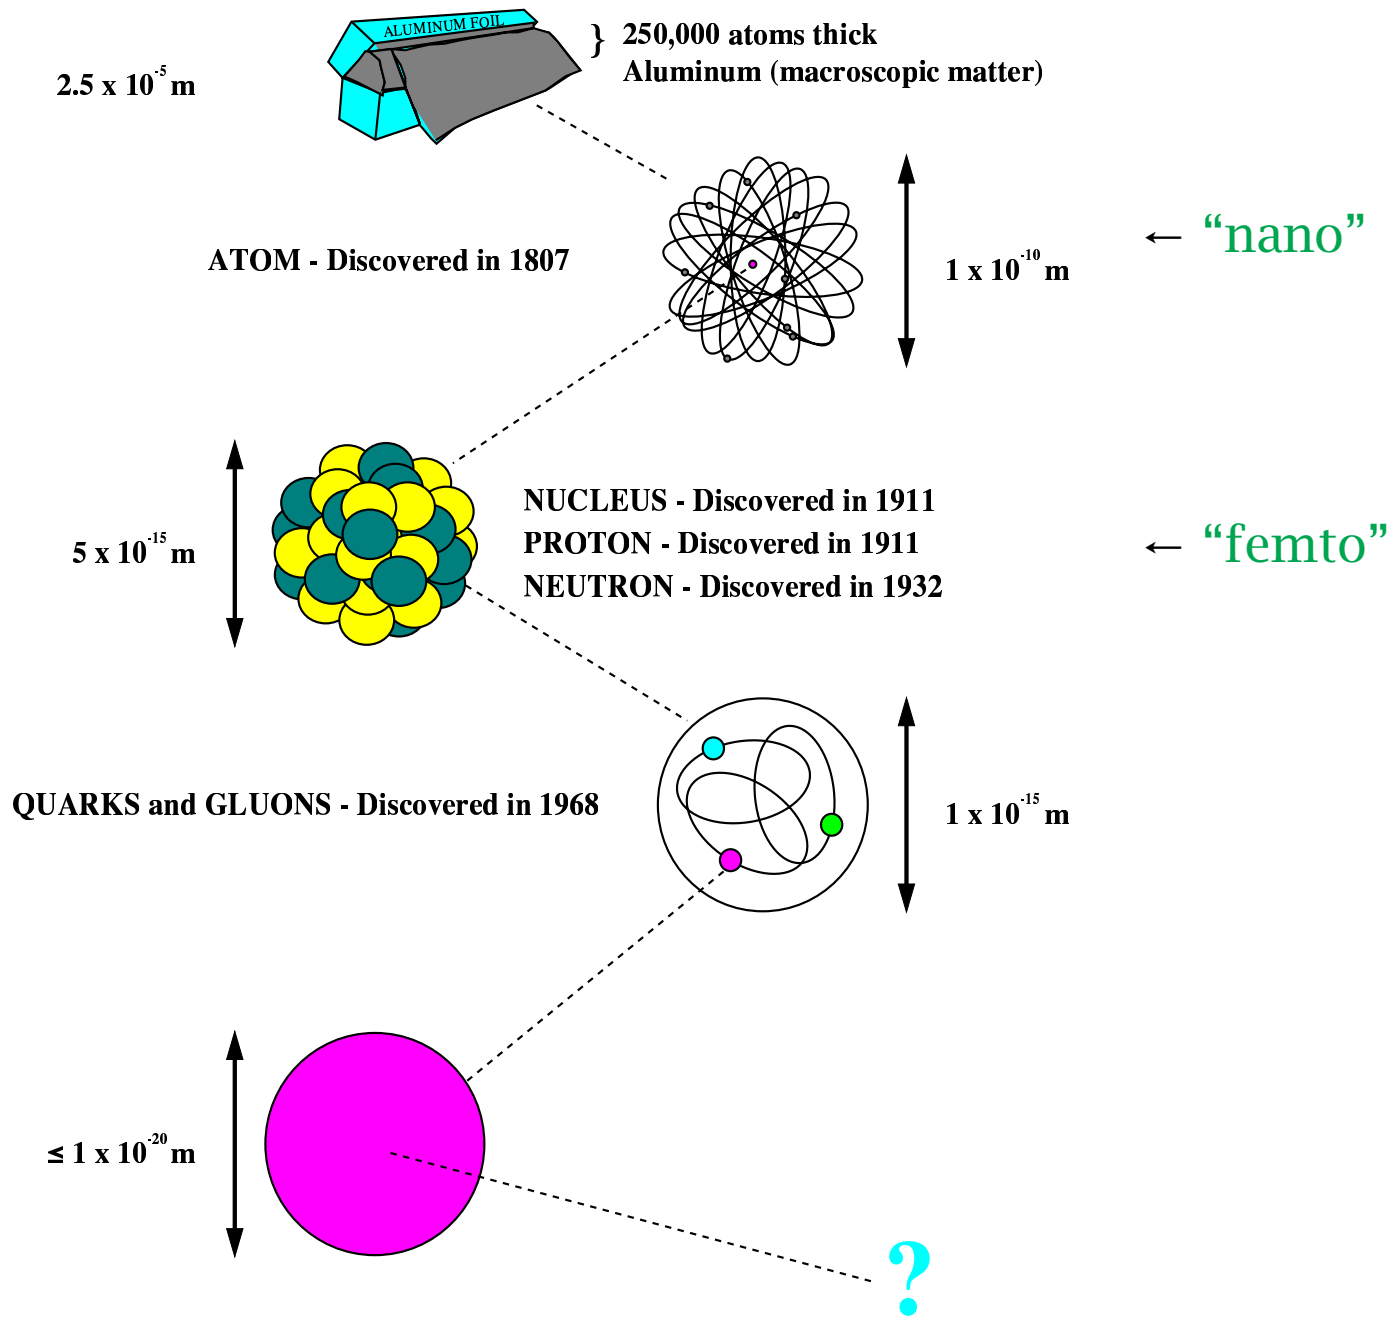 ALUMINUM FOIL
} 250,000 atoms thick
Aluminum (macroscopic matter)
2.5 x 10⁻⁵ m
ATOM - Discovered in 1807
1 x 10⁻¹⁰ m
← “nano”
5 x 10⁻¹⁵ m
NUCLEUS - Discovered in 1911
PROTON - Discovered in 1911
NEUTRON - Discovered in 1932
← “femto”
QUARKS and GLUONS - Discovered in 1968
1 x 10⁻¹⁵ m
≤ 1 x 10⁻²⁰ m
?